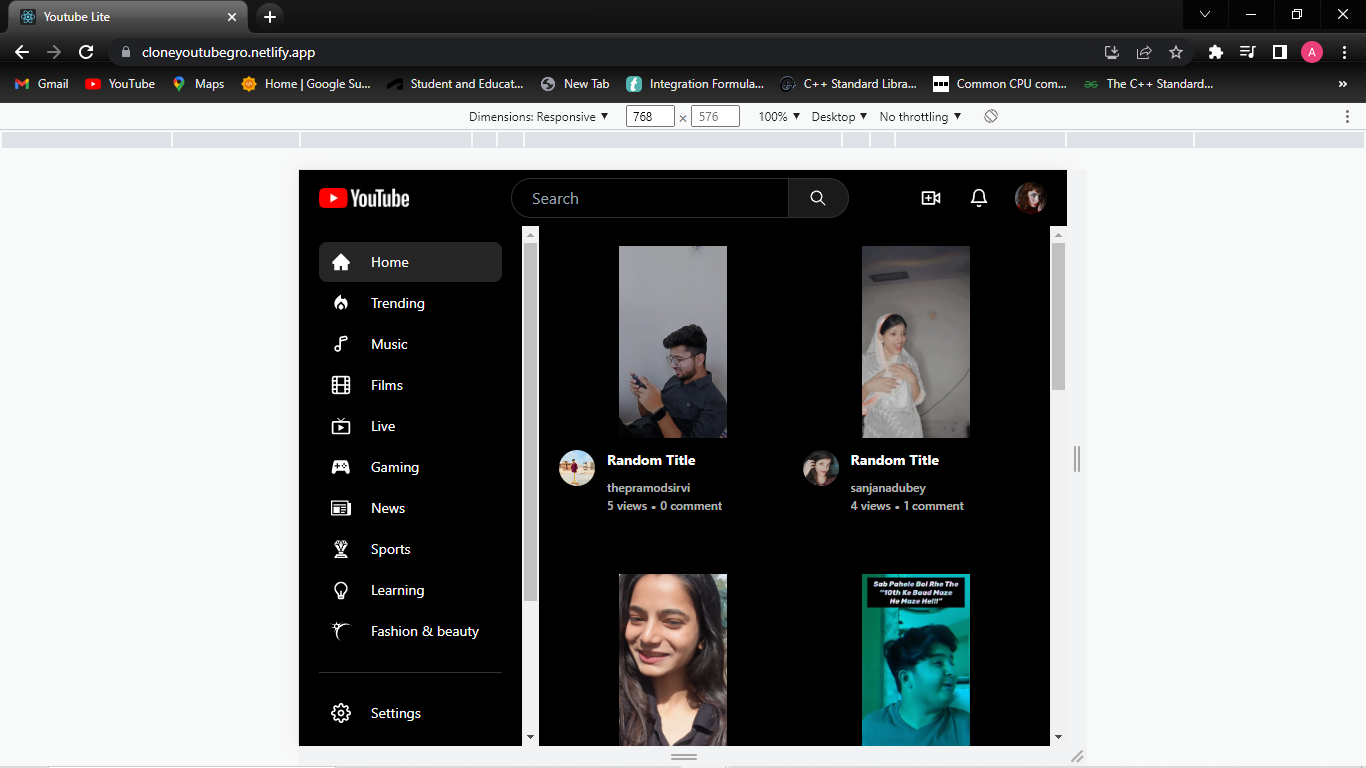 Youtube Lite
cloneyoutubegro.netlify.app
A
Gmail
YouTube
Maps
Home | Google Su...
Student and Educat...
New Tab
Integration Formula...
C++ Standard Libra...
Common CPU com...
The C++ Standard...
»
Dimensions: Responsive
768
×
576
100%
Desktop
No throttling
YouTube
Search
Home
Trending
Music
Films
Live
Gaming
News
Sports
Learning
Fashion & beauty
Settings
Random Title
thepramodsirvi
5 views • 0 comment
Random Title
sanjanadubey
4 views • 1 comment
Sab Pahele Bol Rhe The
"10th Ke Baad Maze
He Maze He!!!"